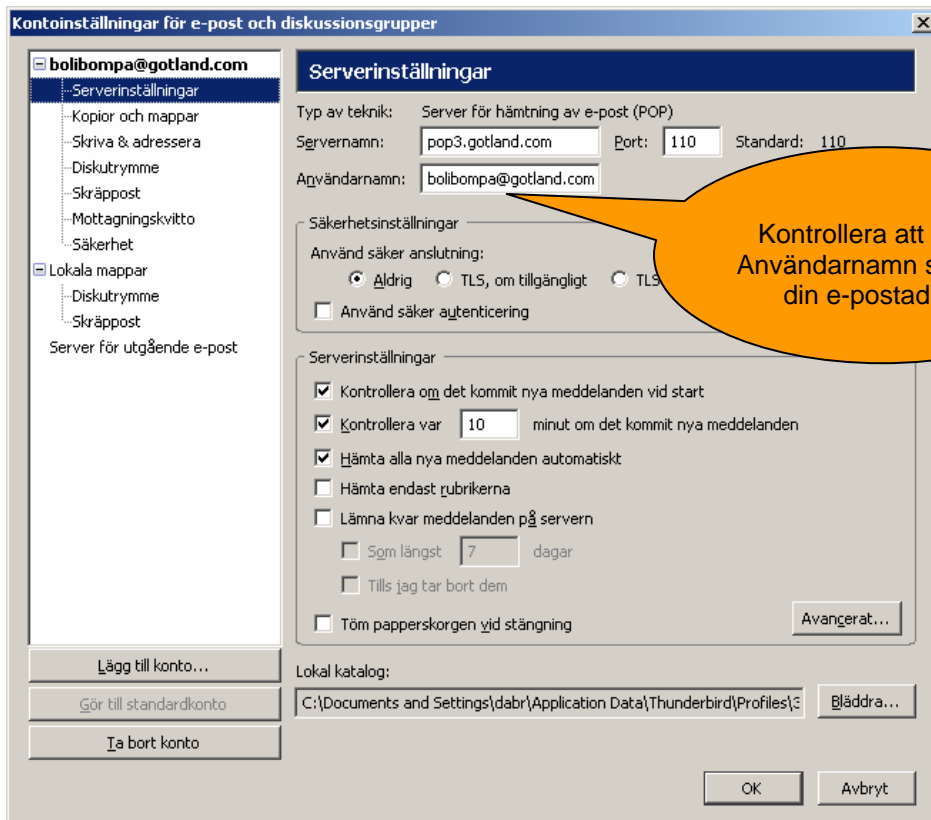 Kontoinställningar för e-post och diskussionsgrupper
bolibompa@gotland.com
Serverinställningar
Kopior och mappar
Skriva & adressera
Diskutrymme
Skräppost
Mottagningskvitto
Säkerhet
Lokala mappar
Diskutrymme
Skräppost
Server för utgående e-post
Lägg till konto...
Gör till standardkonto
Ta bort konto
Serverinställningar
Typ av teknik: Server för hämtning av e-post (POP)
Servernamn: pop3.gotland.com Port: 110 Standard: 110
Användarnamn: bolibompa@gotland.com
Kontrollera att
Användarnamn
din e-postad
Säkerhetsinställningar
Använd säker anslutning:
Aldrig TLS, om tillgängligt TLS
Använd säker autenticering
Serverinställningar
Kontrollera om det kommit nya meddelanden vid start
Kontrollera var 10 minut om det kommit nya meddelanden
Hämta alla nya meddelanden automatiskt
Hämta endast rubrikerna
Lämna kvar meddelanden på servern
Som längst 7 dagar
Tills jag tar bort dem
Töm papperskorgen vid stängning
Avancerat...
Lokal katalog:
C:\Documents and Settings\dabr\Application Data\Thunderbird\Profiles\ Bläddra...
OK Avbryt